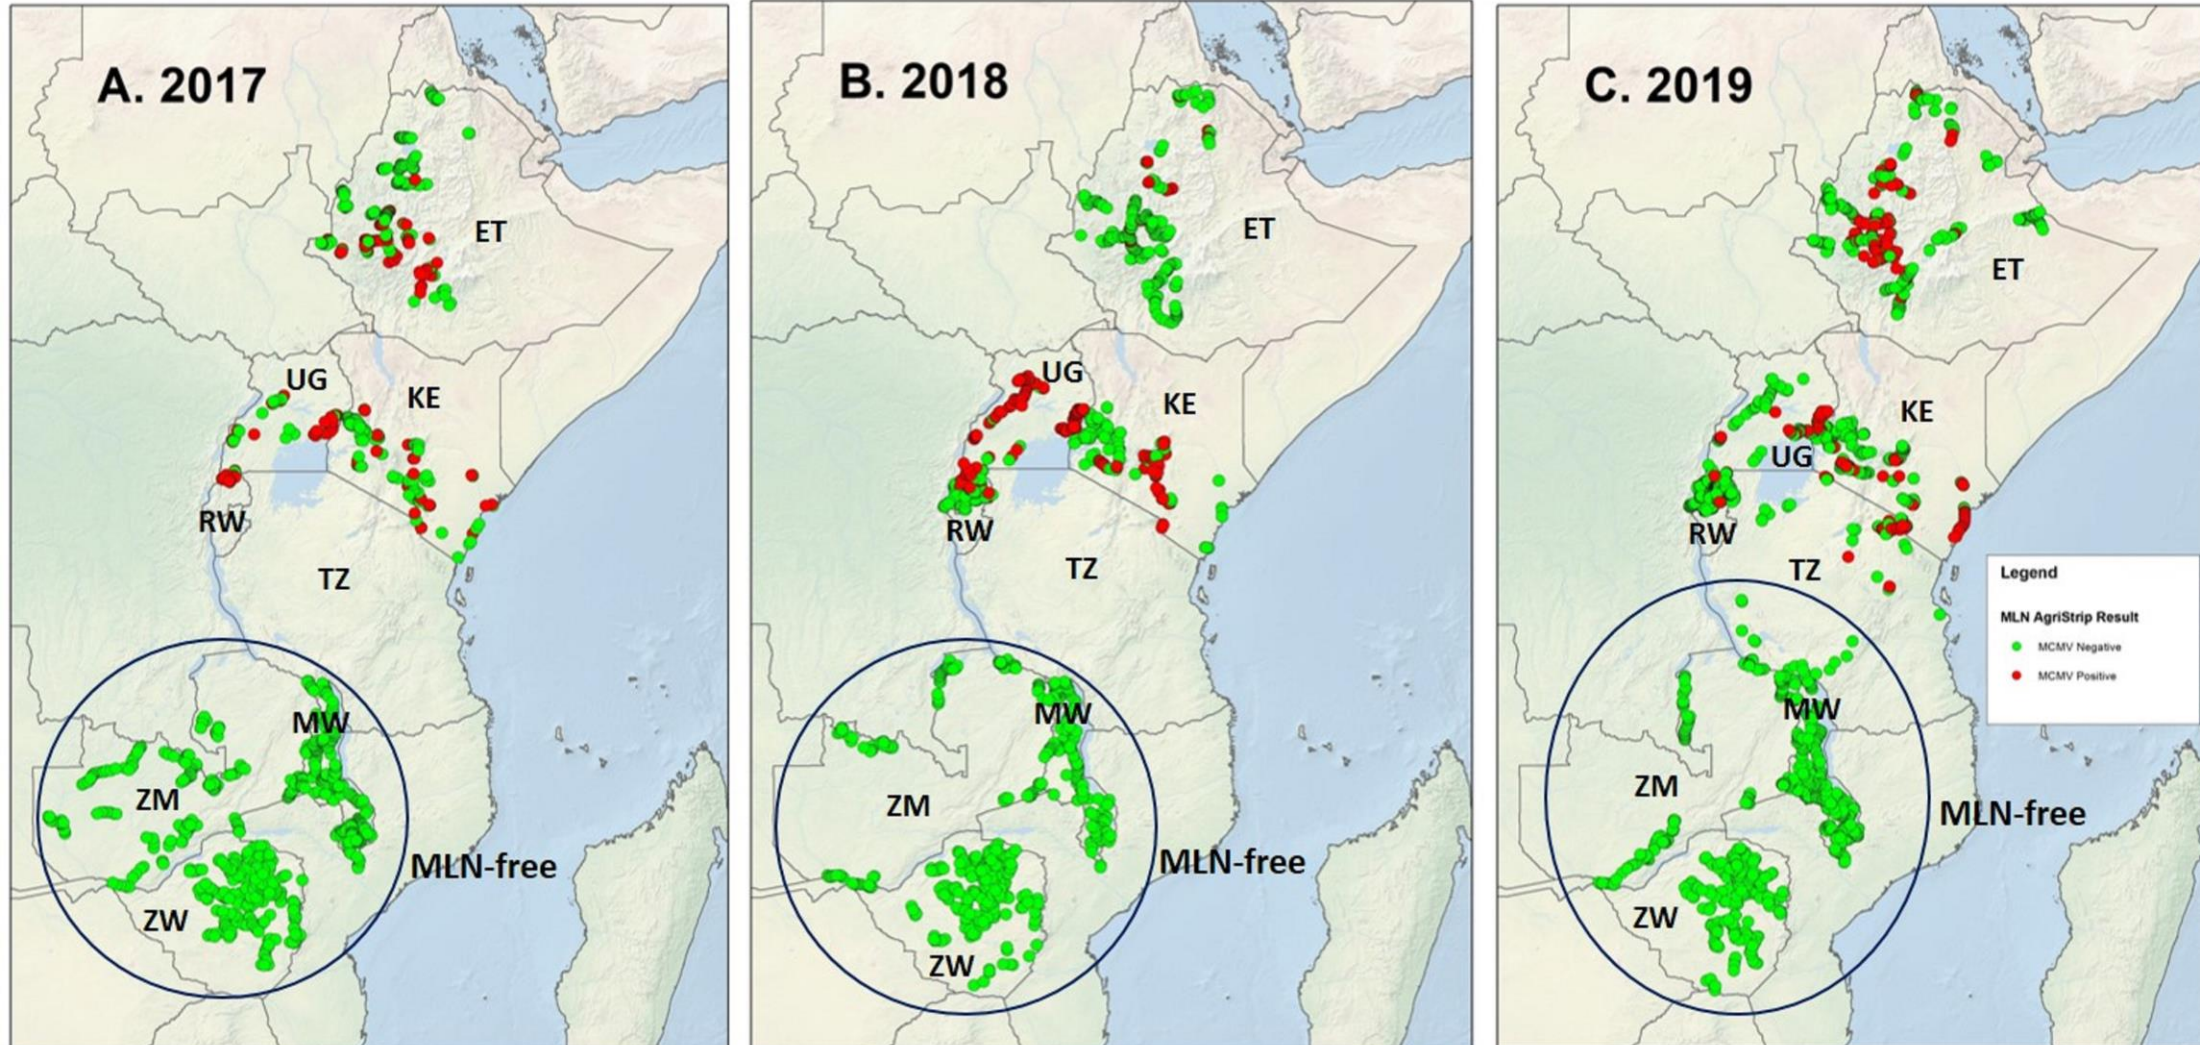 A. 2017
ET
UG
KE
RW
TZ
MW
ZM
MLN-free
ZW
B. 2018
ET
UG
KE
RW
TZ
MW
ZM
MLN-free
ZW
C. 2019
ET
KE
UG
RW
TZ
MW
ZM
MLN-free
ZW
Legend
MLN AgriStrip Result
MCMV Negative
MCMV Positive